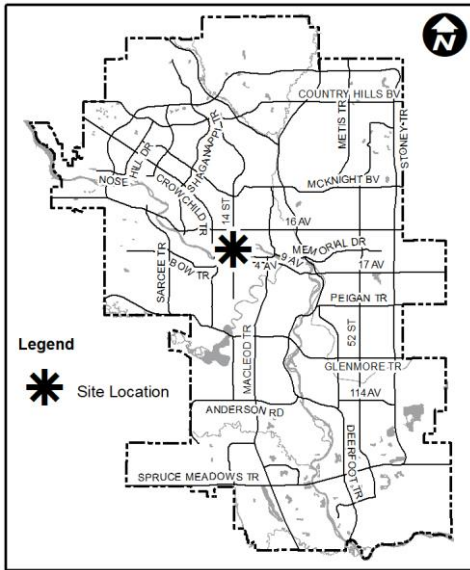 N
COUNTRY HILLS BV
METIS TR
STONEY TR
SHAGANAPPI TR
NOSE HILL DR
CROWCHILD TR
MCKNIGHT BV
14 ST
16 AV
MEMORIAL DR
9 AV
17 AV
BOW TR
SARCEE TR
PEIGAN TR
52 ST
MACLEOD TR
Legend
GLENMORE TR
Site Location
114 AV
ANDERSON RD
DEERFOOT TR
SPRUCE MEADOWS TR